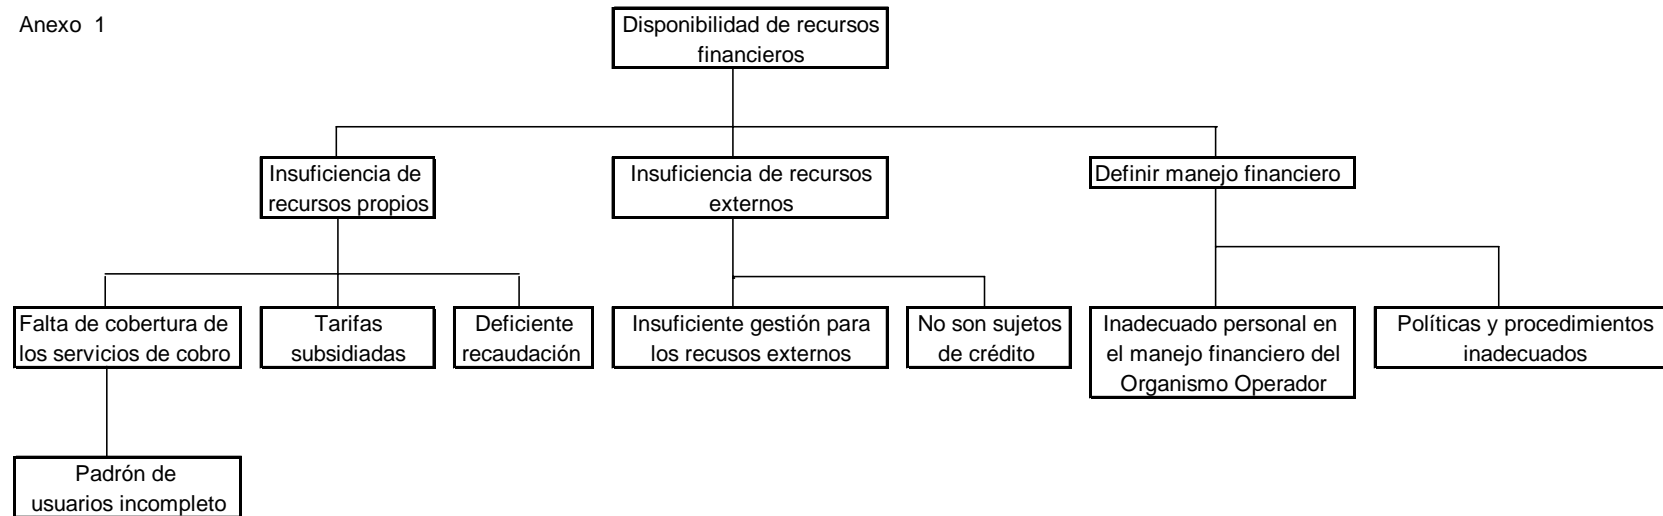 Anexo 1
Disponibilidad de recursos
financieros
Insuficiencia de
recursos propios
Insuficiencia de recursos
externos
Definir manejo financiero
Falta de cobertura de
los servicios de cobro
Tarifas
subsidiadas
Deficiente
recaudación
Insuficiente gestión para
los recusos externos
No son sujetos
de crédito
Inadecuado personal en
el manejo financiero del
Organismo Operador
Políticas y procedimientos
inadecuados
Padrón de
usuarios incompleto